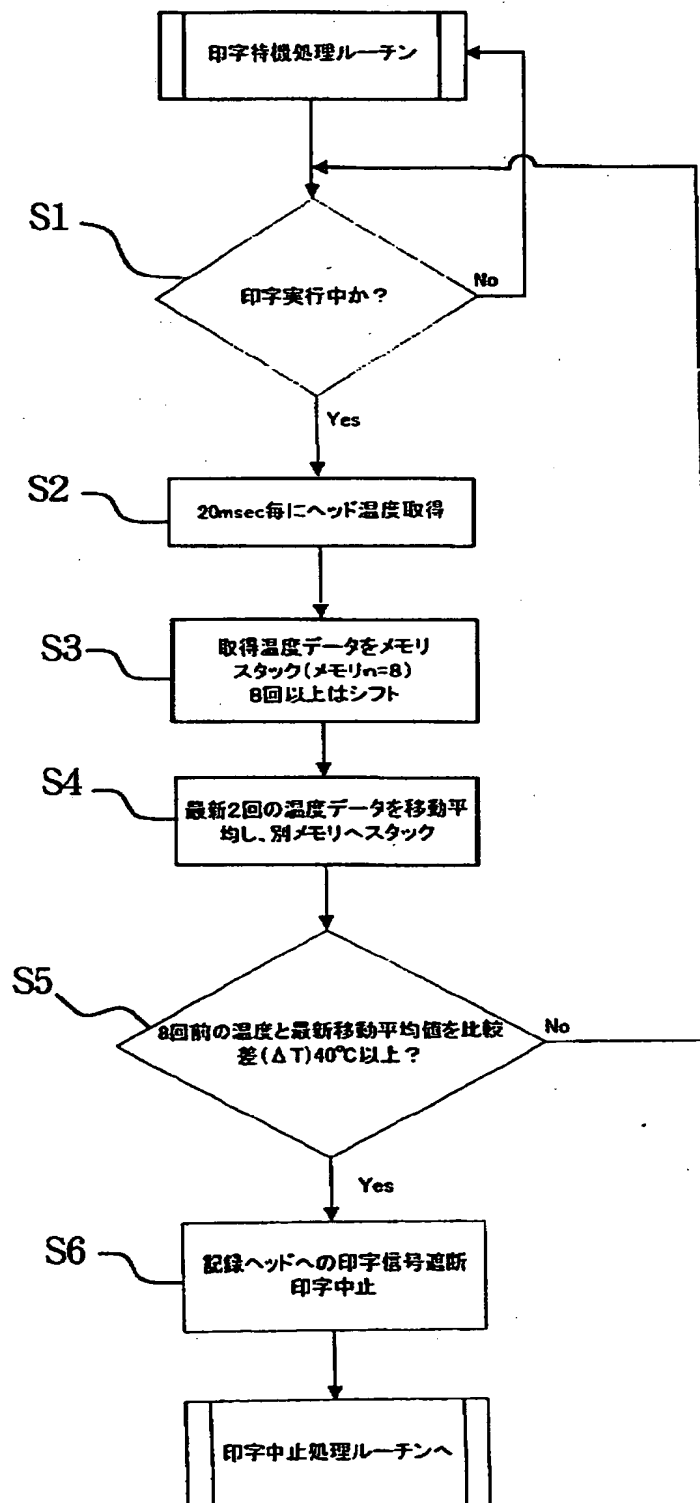 印字待機処理ルーチン
S1
印字実行中か？
No
Yes
S2
20msec毎にヘッド温度取得
S3
取得温度データをメモリ
スタック(メモリn=8)
8回以上はシフト
S4
最新2回の温度データを移動平
均し、別メモリへスタック
S5
8回前の温度と最新移動平均値を比較
差(ΔT)40℃以上？
No
Yes
S6
記録ヘッドへの印字信号遮断
印字中止
印字中止処理ルーチンへ